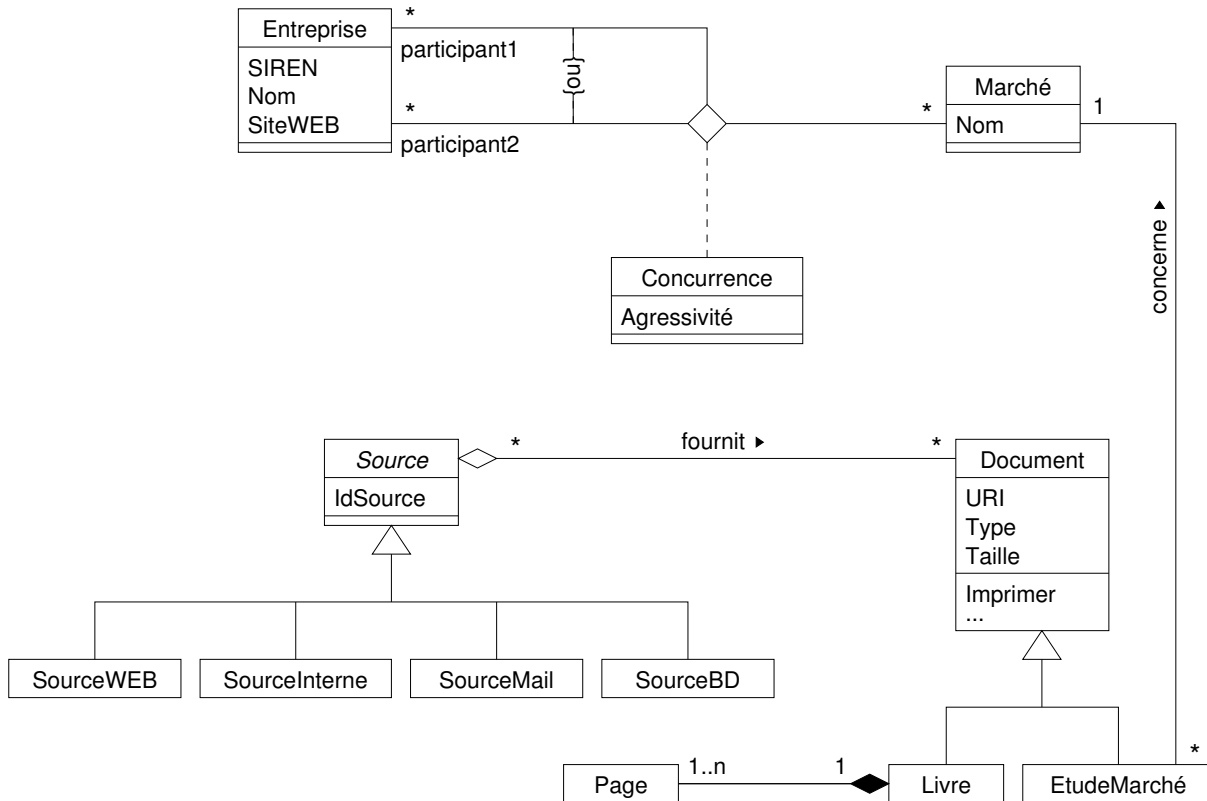 Entreprise
SIREN
Nom
SiteWEB
*
participant1
*
participant2
{ou}
*
Marché
Nom
1
concerne ▸
Concurrence
Agressivité
Source
IdSource
*
fournit ▸
*
Document
URI
Type
Taille
Imprimer
...
SourceWEB
SourceInterne
SourceMail
SourceBD
Page
1..n
1
Livre
*
EtudeMarché